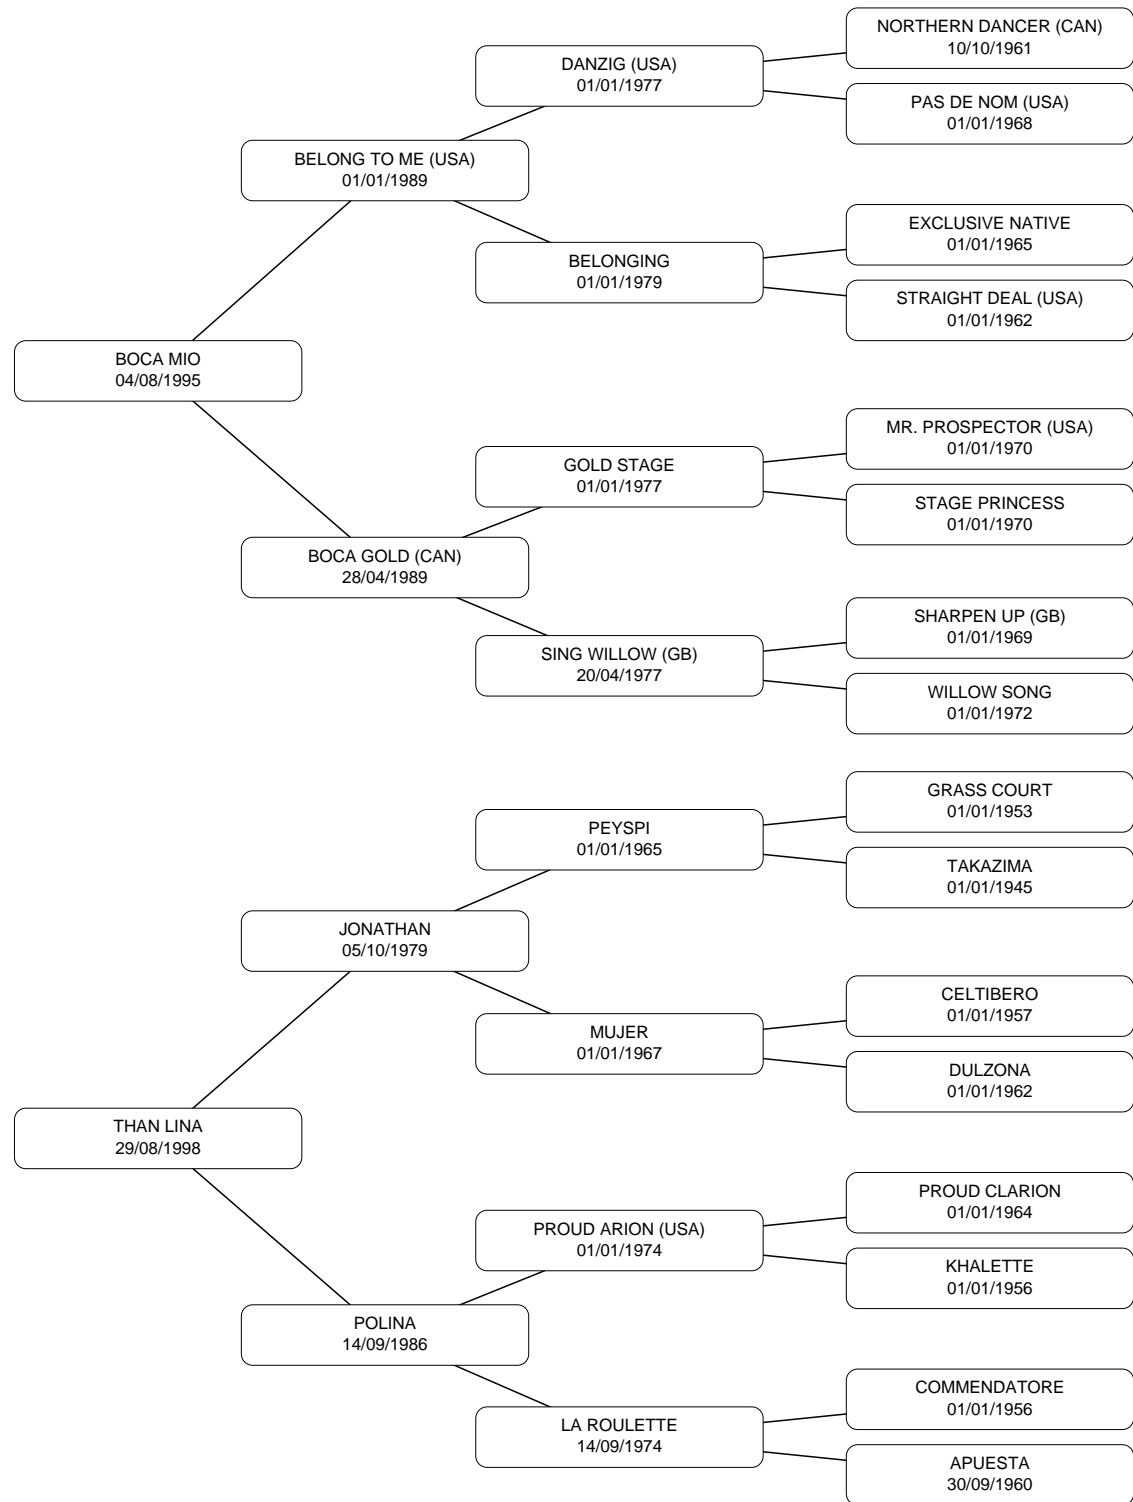 NORTHERN DANCER (CAN)
10/10/1961
DANZIG (USA)
01/01/1977
PAS DE NOM (USA)
01/01/1968
BELONG TO ME (USA)
01/01/1989
EXCLUSIVE NATIVE
01/01/1965
BELONGING
01/01/1979
STRAIGHT DEAL (USA)
01/01/1962
BOCA MIO
04/08/1995
MR. PROSPECTOR (USA)
01/01/1970
GOLD STAGE
01/01/1977
STAGE PRINCESS
01/01/1970
BOCA GOLD (CAN)
28/04/1989
SHARPEN UP (GB)
01/01/1969
SING WILLOW (GB)
20/04/1977
WILLOW SONG
01/01/1972
GRASS COURT
01/01/1953
PEYSPI
01/01/1965
TAKAZIMA
01/01/1945
JONATHAN
05/10/1979
CELTIBERO
01/01/1957
MUJER
01/01/1967
DULZONA
01/01/1962
THAN LINA
29/08/1998
PROUD CLARION
01/01/1964
PROUD ARION (USA)
01/01/1974
KHALETTE
01/01/1956
POLINA
14/09/1986
COMMENDATORE
01/01/1956
LA ROULETTE
14/09/1974
APUESTA
30/09/1960